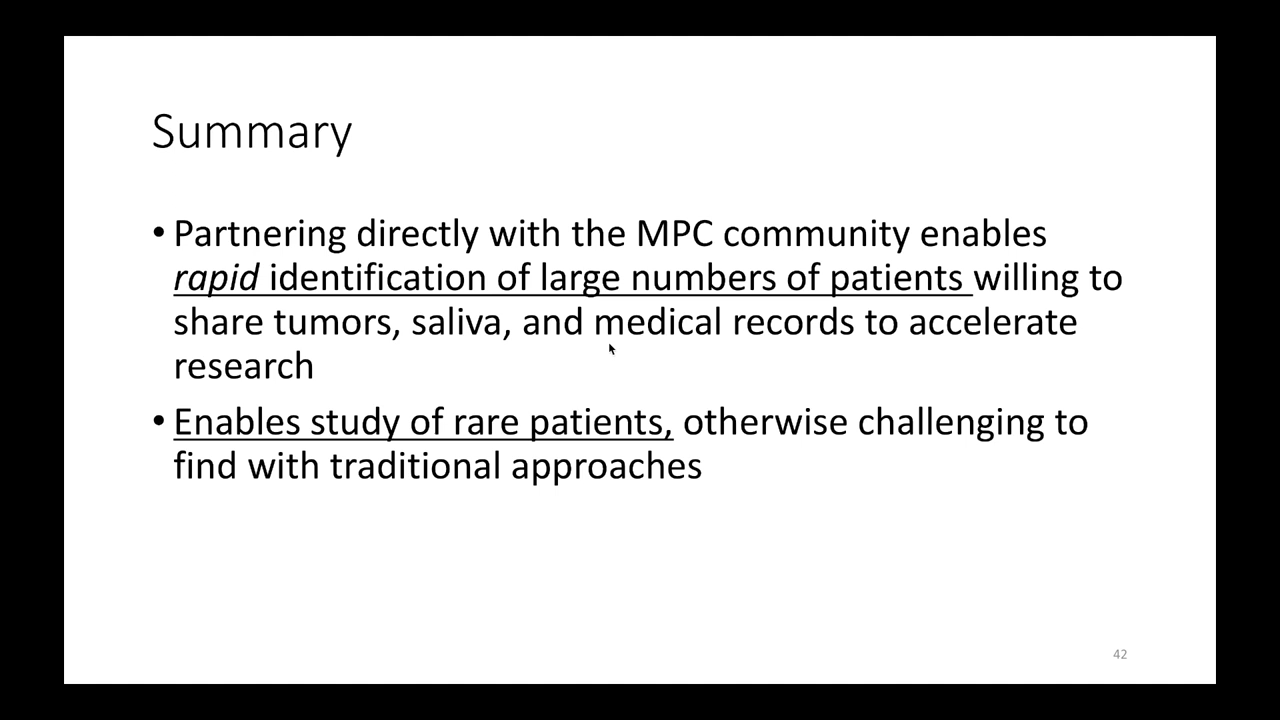 Summary
• Partnering directly with the MPC community enables
rapid identification of large numbers of patients willing to
share tumors, saliva, and medical records to accelerate
research
• Enables study of rare patients, otherwise challenging to
find with traditional approaches
42